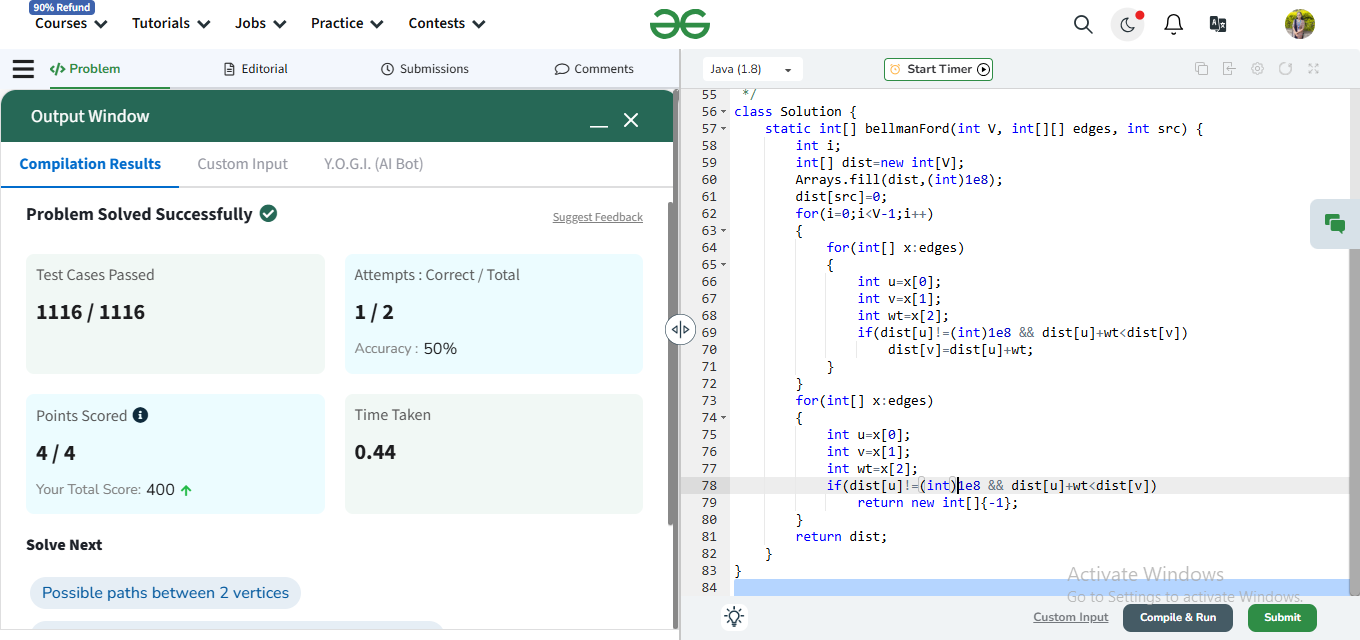 90% Refund
Courses Tutorials Jobs Practice Contests
</> Problem Editorial Submissions Comments
Output Window
Compilation Results Custom Input Y.O.G.I. (AI Bot)
Problem Solved Successfully
Suggest Feedback
Test Cases Passed
1116 / 1116
Attempts : Correct / Total
1 / 2
Accuracy : 50%
Points Scored
4 / 4
Your Total Score: 400
Time Taken
0.44
Solve Next
Possible paths between 2 vertices
Java (1.8) Start Timer
55 */
56 class Solution {
57 static int[] bellmanFord(int V, int[][] edges, int src) {
58 int i;
59 int[] dist=new int[V];
60 Arrays.fill(dist,(int)1e8);
61 dist[src]=0;
62 for(i=0;i<V-1;i++)
63 {
64 for(int[] x:edges)
65 {
66 int u=x[0];
67 int v=x[1];
68 int wt=x[2];
69 if(dist[u]!=(int)1e8 && dist[u]+wt<dist[v])
70 dist[v]=dist[u]+wt;
71 }
72 }
73 for(int[] x:edges)
74 {
75 int u=x[0];
76 int v=x[1];
77 int wt=x[2];
78 if(dist[u]!=(int)1e8 && dist[u]+wt<dist[v])
79 return new int[]{-1};
80 }
81 return dist;
82 }
83 }
84
Activate Windows
Go to Settings to activate Windows.
Custom Input Compile & Run Submit